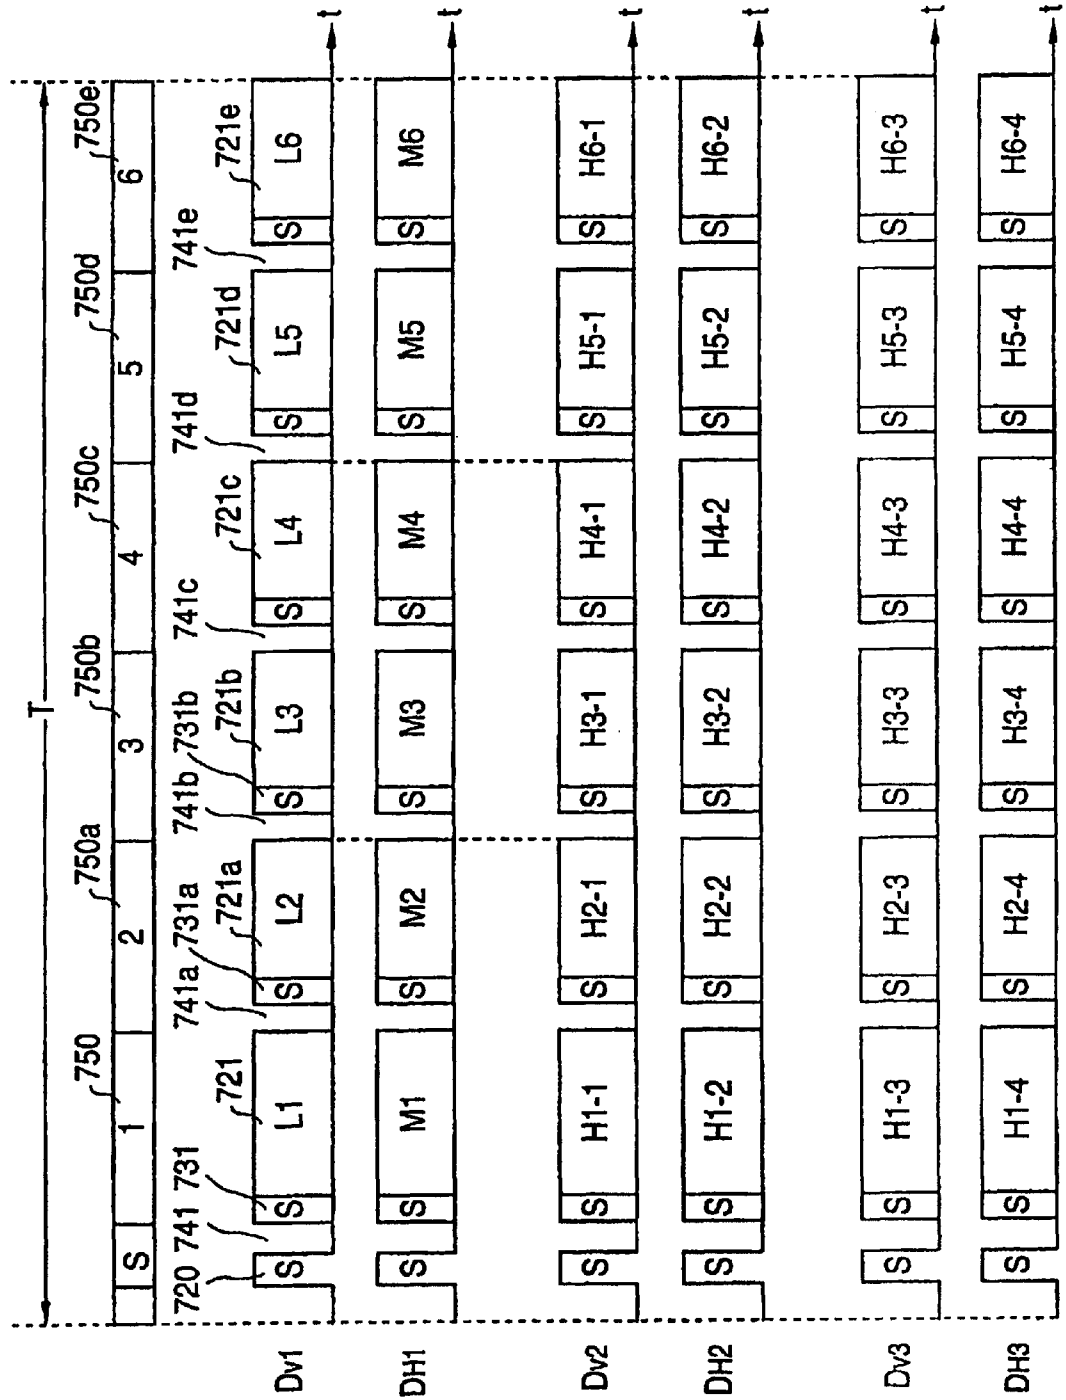 T
750 750a 750b 750c 750d 750e
S 1 2 3 4 5 6
720 741 731 721 741a 731a 721a 741b 731b 721b 741c 721c 741d 721d 741e 721e
Dv1 S S L1 S L2 S L3 S L4 S L5 S L6 t
DH1 S S M1 S M2 S M3 S M4 S M5 S M6 t
Dv2 S S H1-1 S H2-1 S H3-1 S H4-1 S H5-1 S H6-1 t
DH2 S S H1-2 S H2-2 S H3-2 S H4-2 S H5-2 S H6-2 t
Dv3 S S H1-3 S H2-3 S H3-3 S H4-3 S H5-3 S H6-3 t
DH3 S S H1-4 S H2-4 S H3-4 S H4-4 S H5-4 S H6-4 t